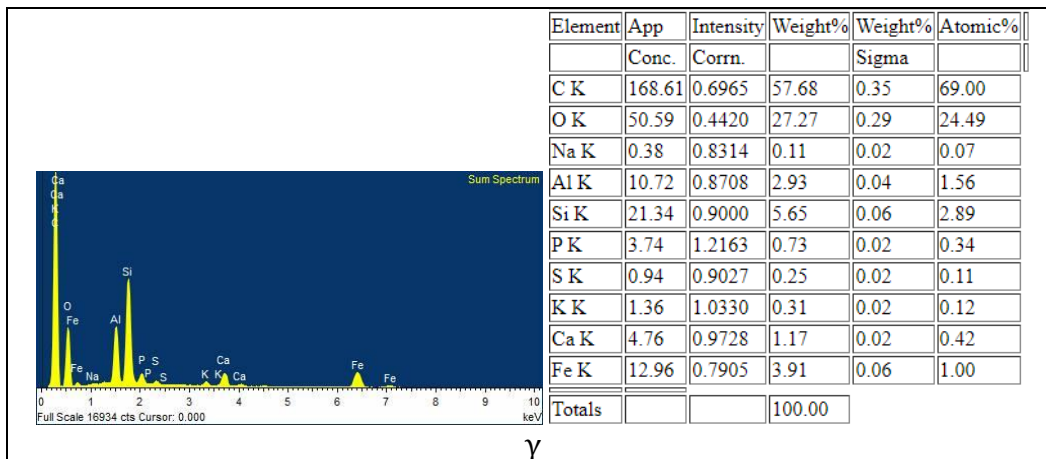 Element App Intensity Weight% Weight% Atomic%
Conc. Corrn. Sigma
C K 168.61 0.6965 57.68 0.35 69.00
O K 50.59 0.4420 27.27 0.29 24.49
Na K 0.38 0.8314 0.11 0.02 0.07
Al K 10.72 0.8708 2.93 0.04 1.56
Si K 21.34 0.9000 5.65 0.06 2.89
P K 3.74 1.2163 0.73 0.02 0.34
S K 0.94 0.9027 0.25 0.02 0.11
K K 1.36 1.0330 0.31 0.02 0.12
Ca K 4.76 0.9728 1.17 0.02 0.42
Fe K 12.96 0.7905 3.91 0.06 1.00
Totals 100.00
Sum Spectrum
Ca
Ca
K
C
O
Fe
Fe
Na
Al
Si
P S
P S
K K
Ca
Ca
Fe
Fe
0 1 2 3 4 5 6 7 8 9 10
Full Scale 16934 cts Cursor: 0.000 keV
γ